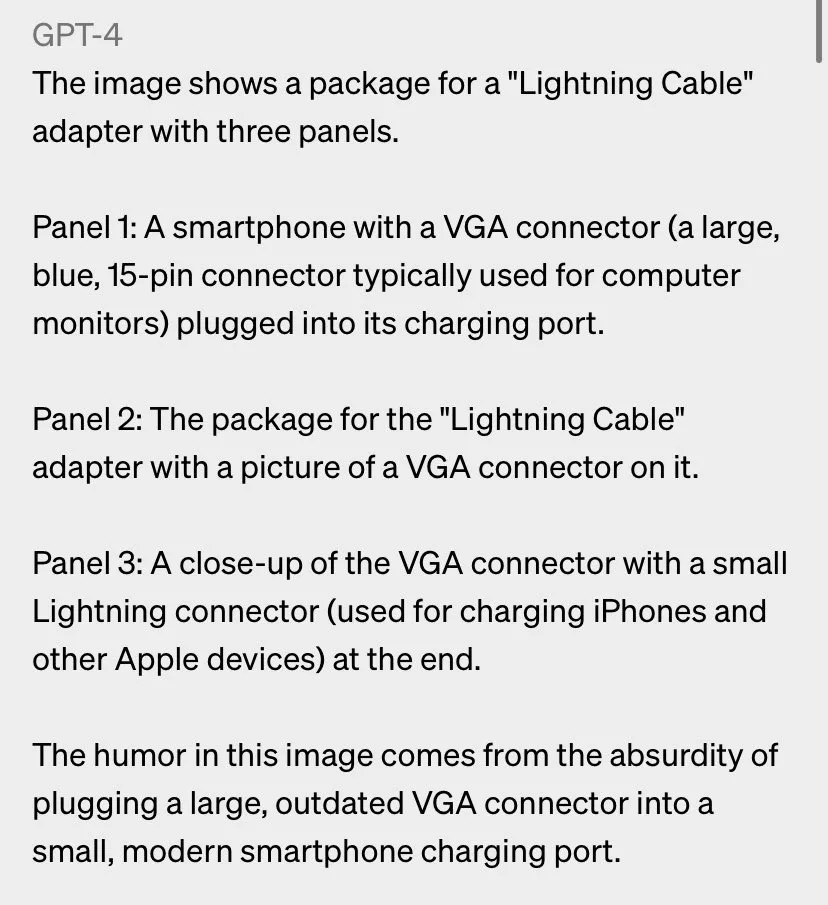 GPT-4
The image shows a package for a "Lightning Cable"
adapter with three panels.
Panel 1: A smartphone with a VGA connector (a large,
blue, 15-pin connector typically used for computer
monitors) plugged into its charging port.
Panel 2: The package for the "Lightning Cable"
adapter with a picture of a VGA connector on it.
Panel 3: A close-up of the VGA connector with a small
Lightning connector (used for charging iPhones and
other Apple devices) at the end.
The humor in this image comes from the absurdity of
plugging a large, outdated VGA connector into a
small, modern smartphone charging port.